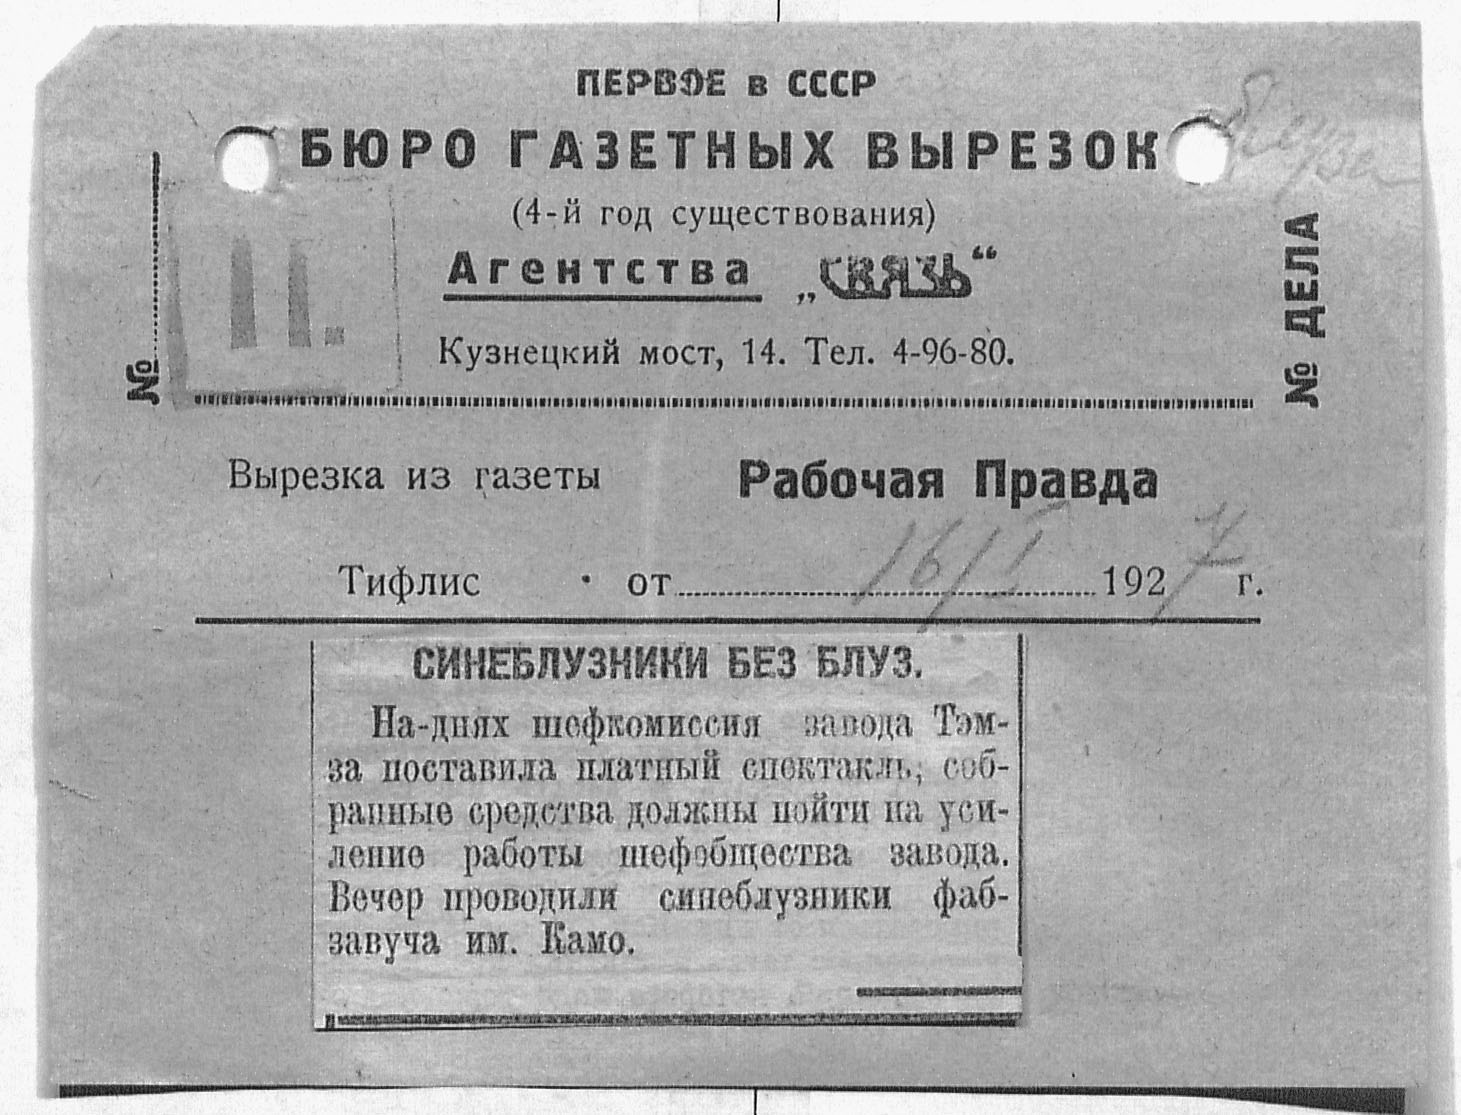 ПЕРВОЕ в СССР
БЮРО ГАЗЕТНЫХ ВЫРЕЗОК
(4-й год существования)
Агентства „СВЯЗЬ“
Кузнецкий мост, 14. Тел. 4-96-80.
№
П.
№ ДЕЛА
Вырезка из газеты Рабочая Правда
Тифлис от 16/I 1927 г.
СИНЕБЛУЗНИКИ БЕЗ БЛУЗ.
На-днях шефкомиссия завода Тэм-
за поставила платный спектакль, соб-
ранные средства должны пойти на уси-
ление работы шефобщества завода.
Вечер проводили синеблузники фаб-
завуча им. Камо.